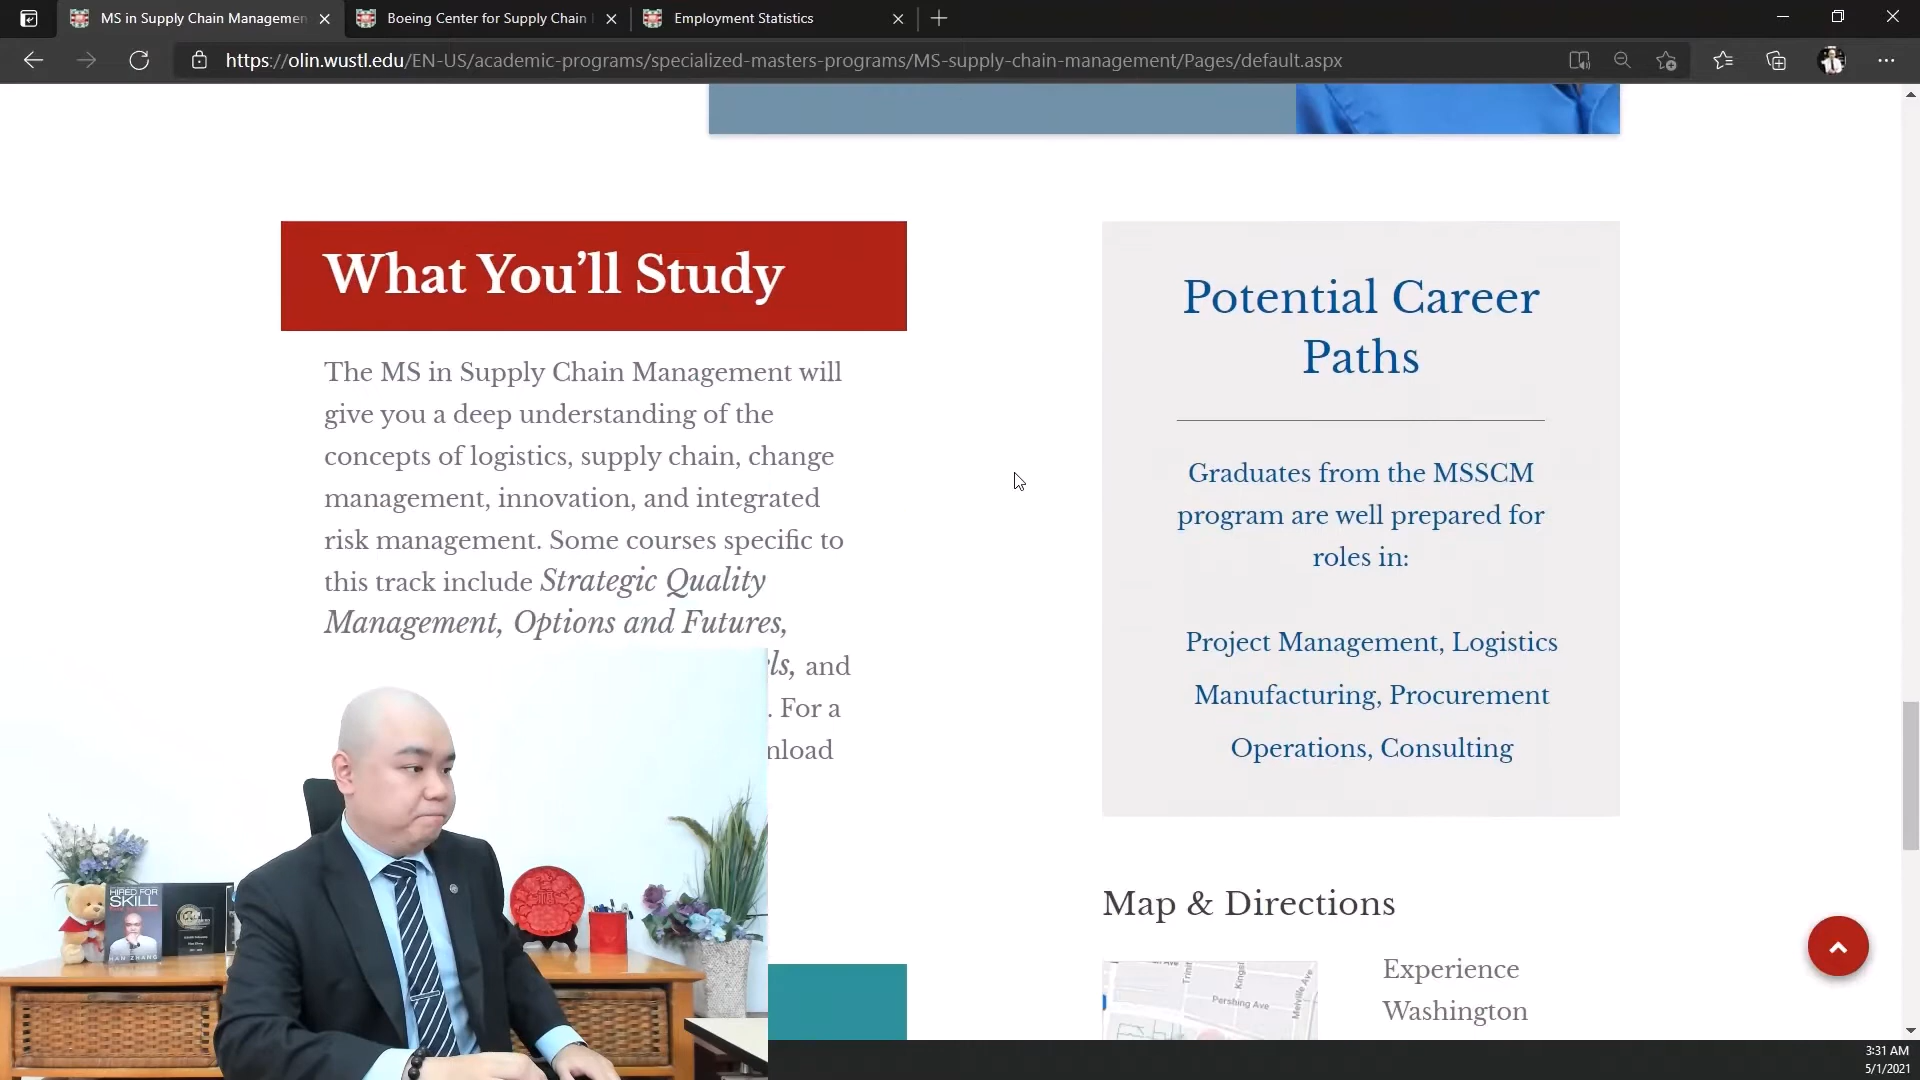 MS in Supply Chain Managemen
Boeing Center for Supply Chain
Employment Statistics
https://olin.wustl.edu/EN-US/academic-programs/specialized-masters-programs/MS-supply-chain-management/Pages/default.aspx
What You’ll Study
The MS in Supply Chain Management will
give you a deep understanding of the
concepts of logistics, supply chain, change
management, innovation, and integrated
risk management. Some courses specific to
this track include Strategic Quality
Management, Options and Futures,
ls, and
. For a
nload
Potential Career
Paths
Graduates from the MSSCM
program are well prepared for
roles in:
Project Management, Logistics
Manufacturing, Procurement
Operations, Consulting
Map & Directions
Experience
Washington
Pershing Ave
HIRED FOR
SKILL
HAN ZHANG
3:31 AM
5/1/2021